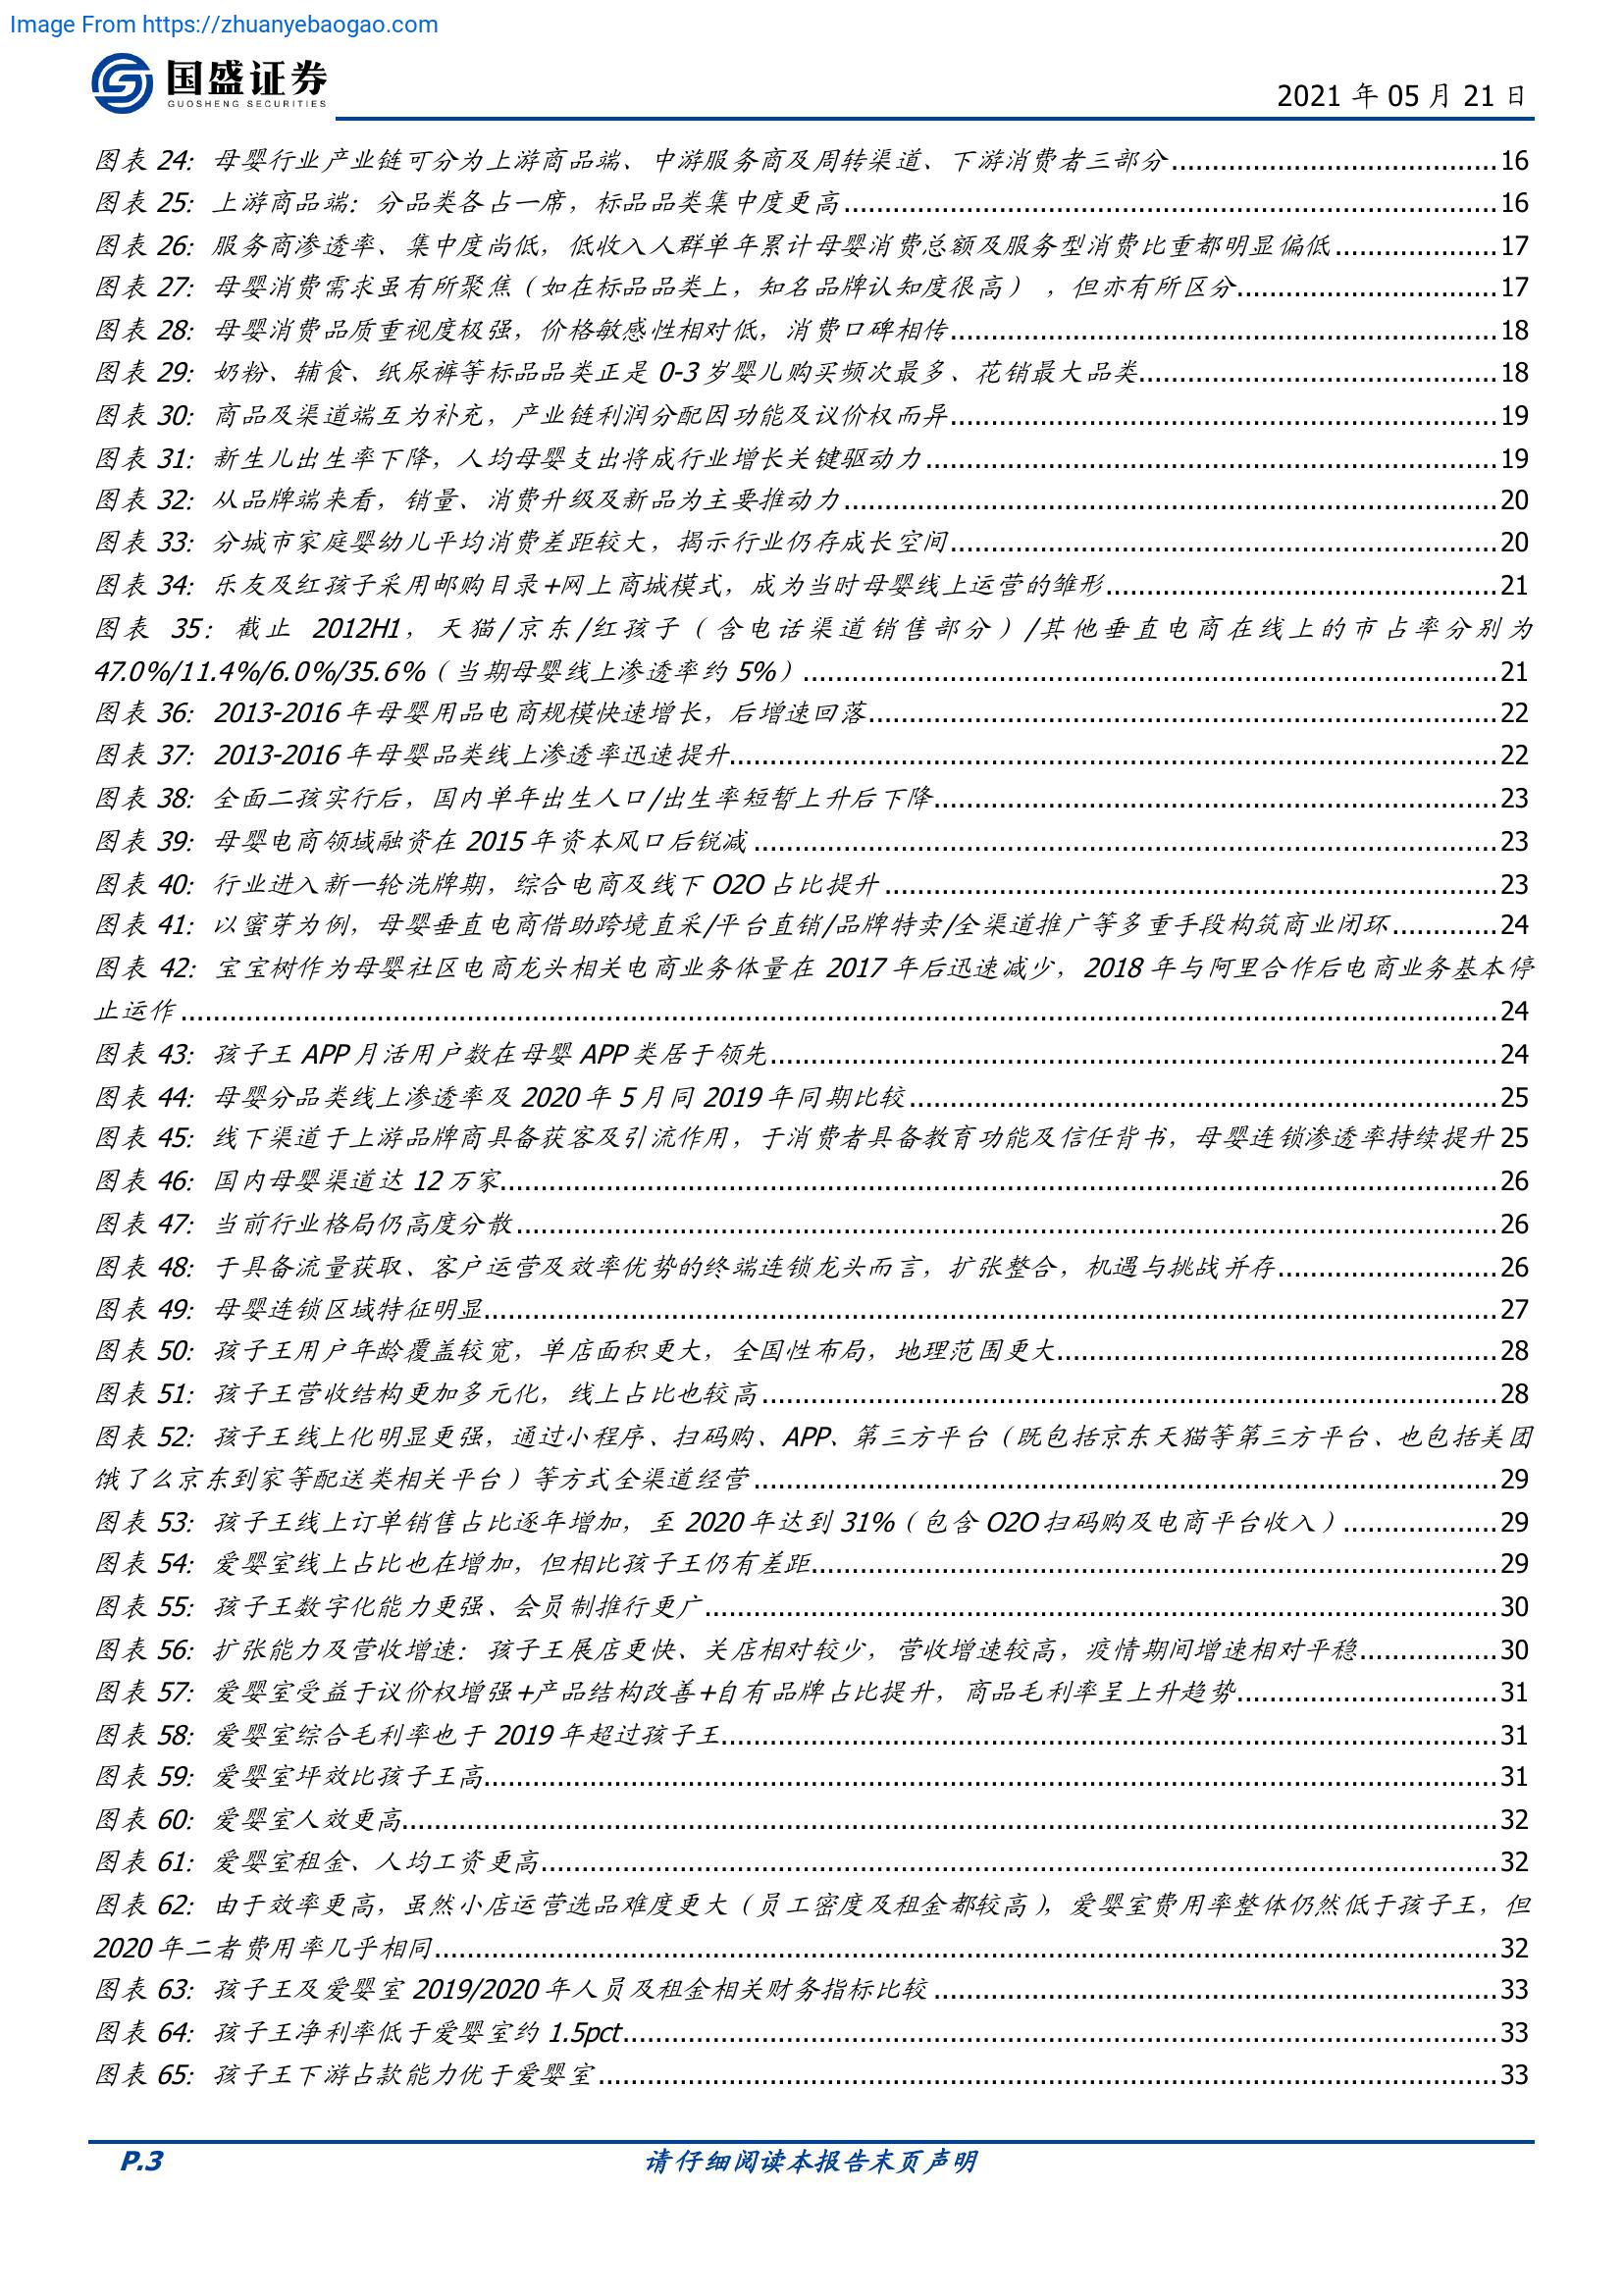 Image From https://zhuanyebaogao.com
国盛证券
GUOSHENG SECURITIES
2021 年 05 月 21 日
图表 24：母婴行业产业链可分为上游商品端、中游服务商及周转渠道、下游消费者三部分........................................16
图表 25：上游商品端：分品类各占一席，标品品类集中度更高........................................16
图表 26：服务商渗透率、集中度尚低，低收入人群单年累计母婴消费总额及服务型消费比重都明显偏低....................17
图表 27：母婴消费需求虽有所聚焦（如在标品品类上，知名品牌认知度很高） ，但亦有所区分................................17
图表 28：母婴消费品质重视度极强，价格敏感性相对低，消费口碑相传........................................18
图表 29：奶粉、辅食、纸尿裤等标品品类正是 0-3 岁婴儿购买频次最多、花销最大品类........................................18
图表 30：商品及渠道端互为补充，产业链利润分配因功能及议价权而异........................................19
图表 31：新生儿出生率下降，人均母婴支出将成行业增长关键驱动力........................................19
图表 32：从品牌端来看，销量、消费升级及新品为主要推动力........................................20
图表 33：分城市家庭婴幼儿平均消费差距较大，揭示行业仍存成长空间........................................20
图表 34：乐友及红孩子采用邮购目录+网上商城模式，成为当时母婴线上运营的雏形........................................21
图表 35：截止 2012H1，天猫/京东/红孩子（含电话渠道销售部分）/其他垂直电商在线上的市占率分别为
47.0%/11.4%/6.0%/35.6%（当期母婴线上渗透率约 5%）........................................21
图表 36：2013-2016 年母婴用品电商规模快速增长，后增速回落........................................22
图表 37：2013-2016 年母婴品类线上渗透率迅速提升........................................22
图表 38：全面二孩实行后，国内单年出生人口/出生率短暂上升后下降........................................23
图表 39：母婴电商领域融资在 2015 年资本风口后锐减........................................23
图表 40：行业进入新一轮洗牌期，综合电商及线下 O2O 占比提升........................................23
图表 41：以蜜芽为例，母婴垂直电商借助跨境直采/平台直销/品牌特卖/全渠道推广等多重手段构筑商业闭环.............24
图表 42：宝宝树作为母婴社区电商龙头相关电商业务体量在 2017 年后迅速减少，2018 年与阿里合作后电商业务基本停
止运作........................................24
图表 43：孩子王 APP 月活用户数在母婴 APP 类居于领先........................................24
图表 44：母婴分品类线上渗透率及 2020 年 5 月同 2019 年同期比较........................................25
图表 45：线下渠道于上游品牌商具备获客及引流作用，于消费者具备教育功能及信任背书，母婴连锁渗透率持续提升 25
图表 46：国内母婴渠道达 12 万家........................................26
图表 47：当前行业格局仍高度分散........................................26
图表 48：于具备流量获取、客户运营及效率优势的终端连锁龙头而言，扩张整合，机遇与挑战并存...........................26
图表 49：母婴连锁区域特征明显........................................27
图表 50：孩子王用户年龄覆盖较宽，单店面积更大，全国性布局，地理范围更大........................................28
图表 51：孩子王营收结构更加多元化，线上占比也较高........................................28
图表 52：孩子王线上化明显更强，通过小程序、扫码购、APP、第三方平台（既包括京东天猫等第三方平台、也包括美团
饿了么京东到家等配送类相关平台）等方式全渠道经营........................................29
图表 53：孩子王线上订单销售占比逐年增加，至 2020 年达到 31%（包含 O2O 扫码购及电商平台收入）...................29
图表 54：爱婴室线上占比也在增加，但相比孩子王仍有差距........................................29
图表 55：孩子王数字化能力更强、会员制推行更广........................................30
图表 56：扩张能力及营收增速：孩子王展店更快、关店相对较少，营收增速较高，疫情期间增速相对平稳.................30
图表 57：爱婴室受益于议价权增强+产品结构改善+自有品牌占比提升，商品毛利率呈上升趋势................................31
图表 58：爱婴室综合毛利率也于 2019 年超过孩子王........................................31
图表 59：爱婴室坪效比孩子王高........................................31
图表 60：爱婴室人效更高........................................32
图表 61：爱婴室租金、人均工资更高........................................32
图表 62：由于效率更高，虽然小店运营选品难度更大（员工密度及租金都较高），爱婴室费用率整体仍然低于孩子王，但
2020 年二者费用率几乎相同........................................32
图表 63：孩子王及爱婴室 2019/2020 年人员及租金相关财务指标比较........................................33
图表 64：孩子王净利率低于爱婴室约 1.5pct........................................33
图表 65：孩子王下游占款能力优于爱婴室........................................33
P.3
请仔细阅读本报告末页声明